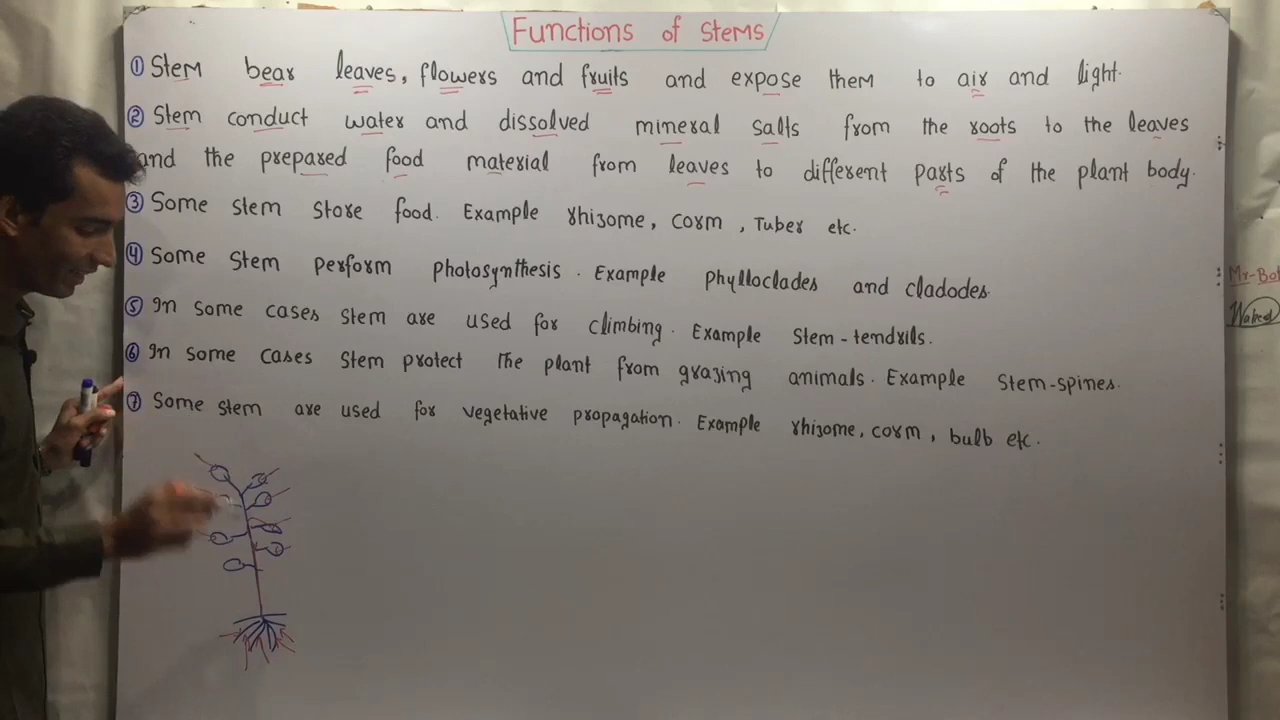 Functions of Stems
① Stem bear leaves, flowers and fruits and expose them to air and light.
② Stem conduct water and dissolved mineral salts from the roots to the leaves
and the prepared food material from leaves to different parts of the plant body.
③ Some stem store food. Example rhizome, corm, Tuber etc.
④ Some stem perform photosynthesis. Example phylloclades and cladodes.
⑤ In some cases stem are used for climbing. Example stem-tendrils.
⑥ In some cases stem protect the plant from grazing animals. Example stem-spines.
⑦ Some stem are used for vegetative propagation. Example rhizome, corm, bulb etc.